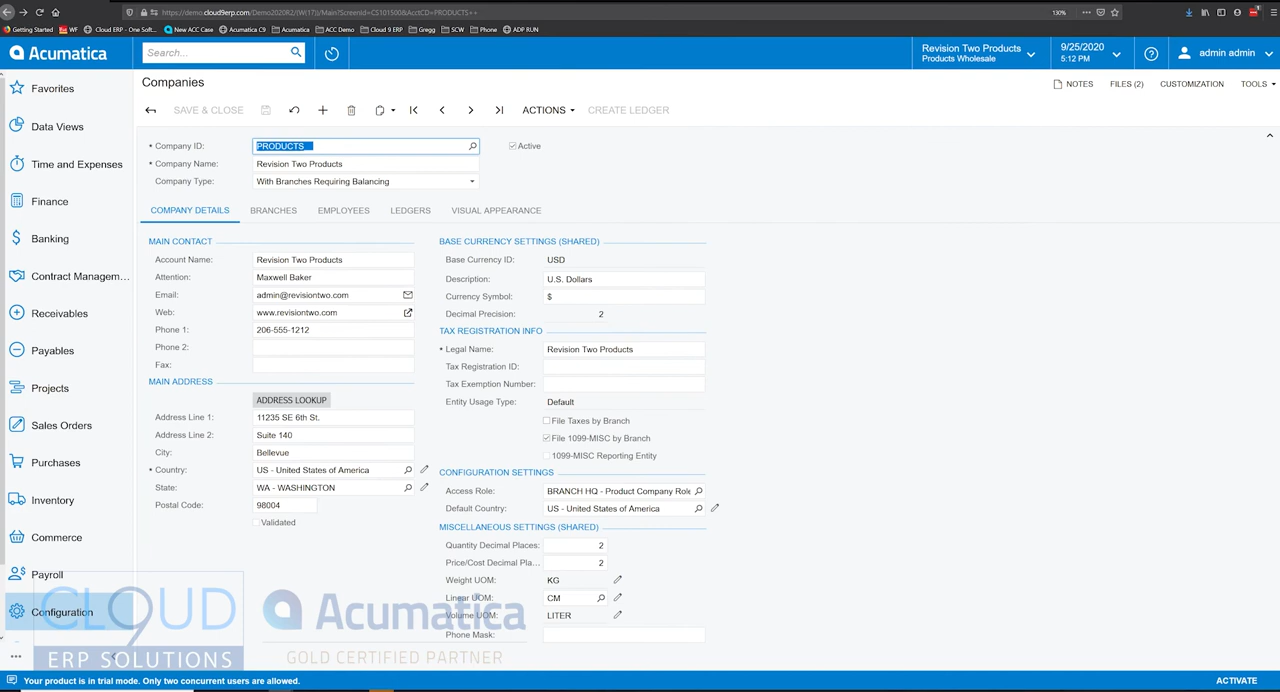 https://demo.cloud9erp.com/Demo2020R2/(W(17))/Main?ScreenId=CS101500&AcctCD=PRODUCTS++
130%
Getting Started WF Cloud ERP - One Soft... New ACC Case Acumatica C9 Acumatica ACC Demo Cloud 9 ERP Gregg SCW Phone ADP RUN
Acumatica
Search...
Revision Two Products
Products Wholesale
9/25/2020
5:12 PM
admin admin
Favorites
Data Views
Time and Expenses
Finance
Banking
Contract Managem...
Receivables
Payables
Projects
Sales Orders
Purchases
Inventory
Commerce
Payroll
Configuration
Companies
NOTES FILES (2) CUSTOMIZATION TOOLS
SAVE & CLOSE ACTIONS CREATE LEDGER
Company ID: PRODUCTS Active
Company Name: Revision Two Products
Company Type: With Branches Requiring Balancing
COMPANY DETAILS BRANCHES EMPLOYEES LEDGERS VISUAL APPEARANCE
MAIN CONTACT
Account Name: Revision Two Products
Attention: Maxwell Baker
Email: admin@revisiontwo.com
Web: www.revisiontwo.com
Phone 1: 206-555-1212
Phone 2:
Fax:
MAIN ADDRESS
ADDRESS LOOKUP
Address Line 1: 11235 SE 6th St.
Address Line 2: Suite 140
City: Bellevue
Country: US - United States of America
State: WA - WASHINGTON
Postal Code: 98004
Validated
BASE CURRENCY SETTINGS (SHARED)
Base Currency ID: USD
Description: U.S. Dollars
Currency Symbol: $
Decimal Precision: 2
TAX REGISTRATION INFO
Legal Name: Revision Two Products
Tax Registration ID:
Tax Exemption Number:
Entity Usage Type: Default
File Taxes by Branch
File 1099-MISC by Branch
1099-MISC Reporting Entity
CONFIGURATION SETTINGS
Access Role: BRANCH HQ - Product Company Role
Default Country: US - United States of America
MISCELLANEOUS SETTINGS (SHARED)
Quantity Decimal Places: 2
Price/Cost Decimal Pla... 2
Weight UOM: KG
Linear UOM: CM
Volume UOM: LITER
Phone Mask:
CLOUD 9
ERP SOLUTIONS
Acumatica
GOLD CERTIFIED PARTNER
Your product is in trial mode. Only two concurrent users are allowed.
ACTIVATE